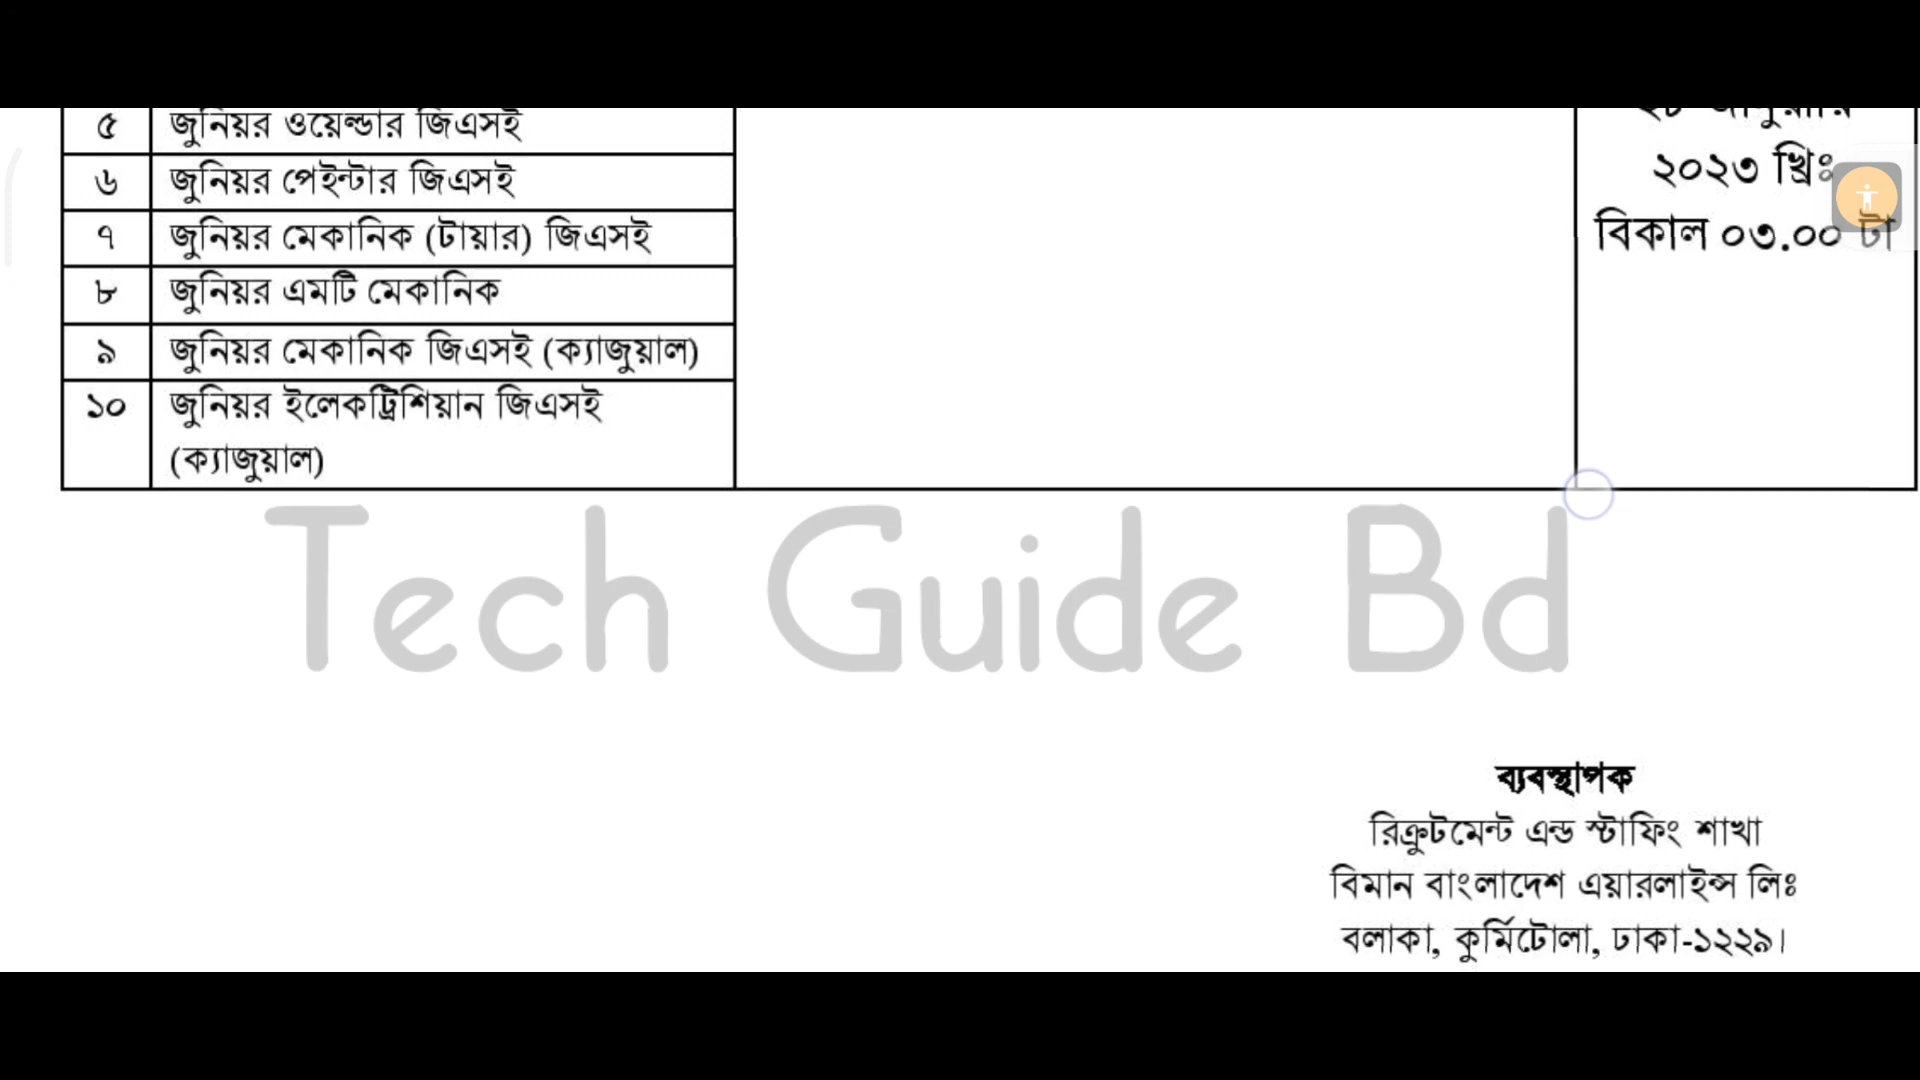 ৫ জুনিয়র ওয়েল্ডার জিএসই
৬ জুনিয়র পেইন্টার জিএসই
৭ জুনিয়র মেকানিক (টায়ার) জিএসই
৮ জুনিয়র এমটি মেকানিক
৯ জুনিয়র মেকানিক জিএসই (ক্যাজুয়াল)
১০ জুনিয়র ইলেকট্রিশিয়ান জিএসই
(ক্যাজুয়াল)
২০২৩ খ্রিঃ
বিকাল ০৩.০০ টা
Tech Guide Bd
ব্যবস্থাপক
রিক্রুটমেন্ট এন্ড স্টাফিং শাখা
বিমান বাংলাদেশ এয়ারলাইন্স লিঃ
বলাকা, কুর্মিটোলা, ঢাকা-১২২৯।